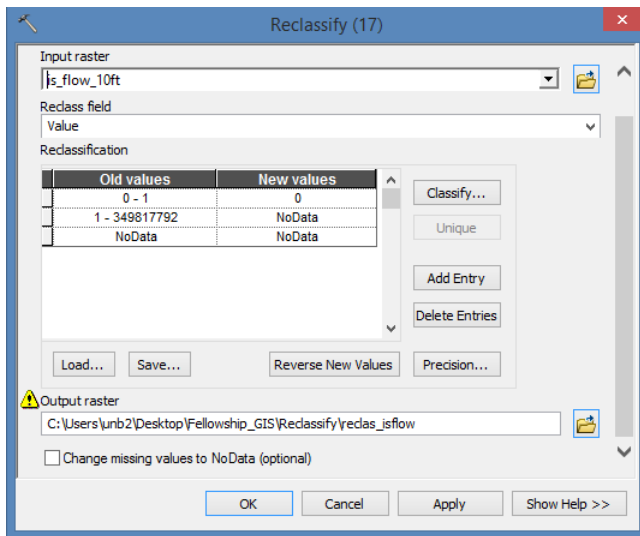 Reclassify (17)
Input raster
is_flow_10ft
Reclass field
Value
Reclassification
Old values New values
0 - 1 0
1 - 349817792 NoData
NoData NoData
Classify...
Unique
Add Entry
Delete Entries
Load... Save... Reverse New Values Precision...
Output raster
C:\Users\unb2\Desktop\Fellowship_GIS\Reclassify\reclas_isflow
Change missing values to NoData (optional)
OK Cancel Apply Show Help >>